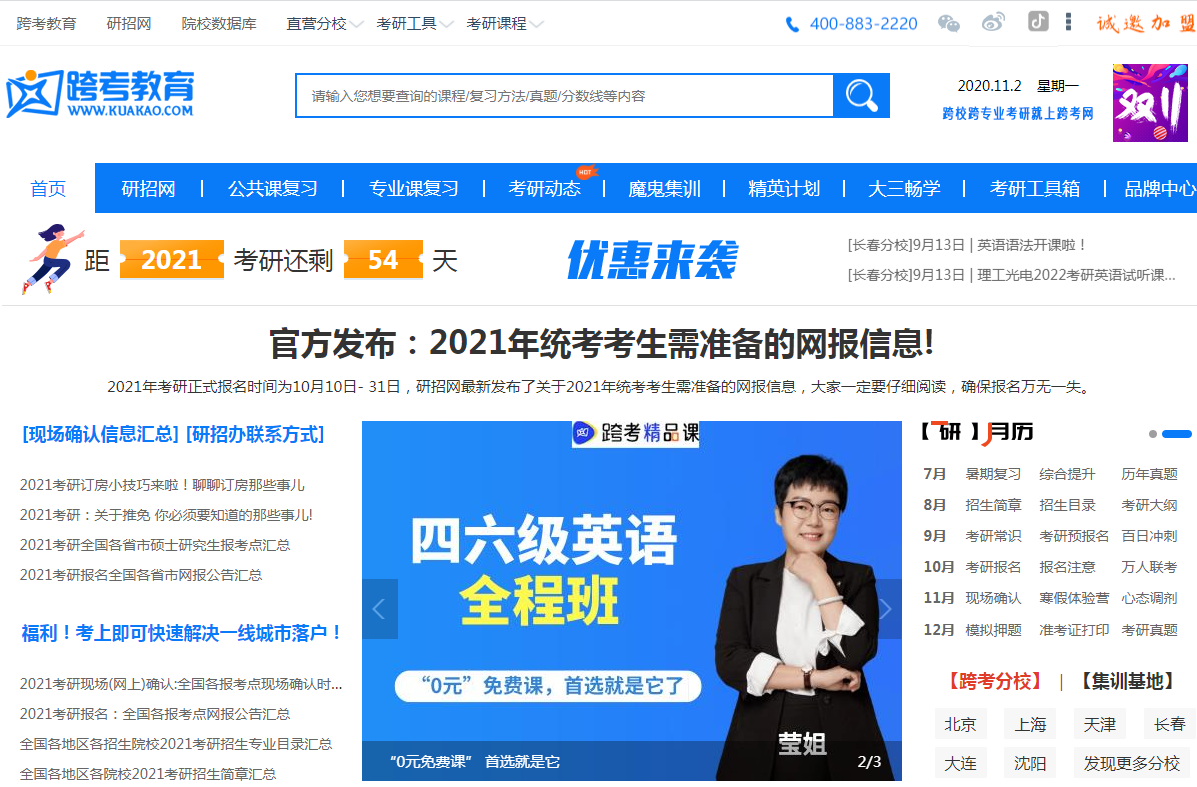 跨考教育 研招网 院校数据库 直营分校 考研工具 考研课程 400-883-2220 诚邀加盟
跨考教育
WWW.KUAKAO.COM
请输入您想要查询的课程/复习方法/真题/分数线等内容
2020.11.2 星期一
跨校跨专业考研就上跨考网
双11
首页 研招网 公共课复习 专业课复习 考研动态 HOT 魔鬼集训 精英计划 大三畅学 考研工具箱 品牌中心
距 2021 考研还剩 54 天
优惠来袭
[长春分校]9月13日 | 英语语法开课啦！
[长春分校]9月13日 | 理工光电2022考研英语试听课...
官方发布：2021年统考考生需准备的网报信息!
2021年考研正式报名时间为10月10日- 31日，研招网最新发布了关于2021年统考考生需准备的网报信息，大家一定要仔细阅读，确保报名万无一失。
[现场确认信息汇总] [研招办联系方式]
2021考研订房小技巧来啦！聊聊订房那些事儿
2021考研：关于推免 你必须要知道的那些事儿!
2021考研全国各省市硕士研究生报考点汇总
2021考研报名全国各省市网报公告汇总
福利！考上即可快速解决一线城市落户！
2021考研现场(网上)确认:全国各报考点现场确认时...
2021考研报名：全国各报考点网报公告汇总
全国各地区各招生院校2021考研招生专业目录汇总
全国各地区各院校2021考研招生简章汇总
跨考精品课
四六级英语
全程班
“0元”免费课，首选就是它了
莹姐
“0元免费课” 首选就是它 2/3
【研】月历
7月 暑期复习 综合提升 历年真题
8月 招生简章 招生目录 考研大纲
9月 考研常识 考研预报名 百日冲刺
10月 考研报名 报名注意 万人联考
11月 现场确认 寒假体验营 心态调剂
12月 模拟押题 准考证打印 考研真题
【跨考分校】 | 【集训基地】
北京 上海 天津 长春
大连 沈阳 发现更多分校